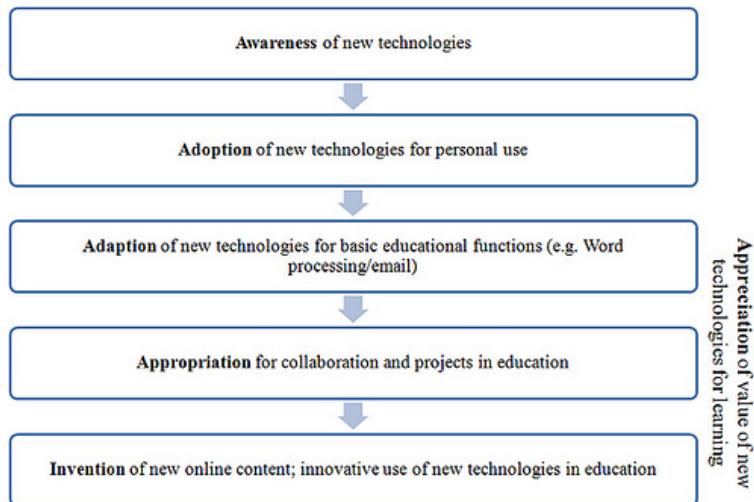 Awareness of new technologies
Adoption of new technologies for personal use
Adaption of new technologies for basic educational functions (e.g. Word
processing/email)
Appropriation for collaboration and projects in education
Invention of new online content; innovative use of new technologies in education
Appreciation of value of new
technologies for learning